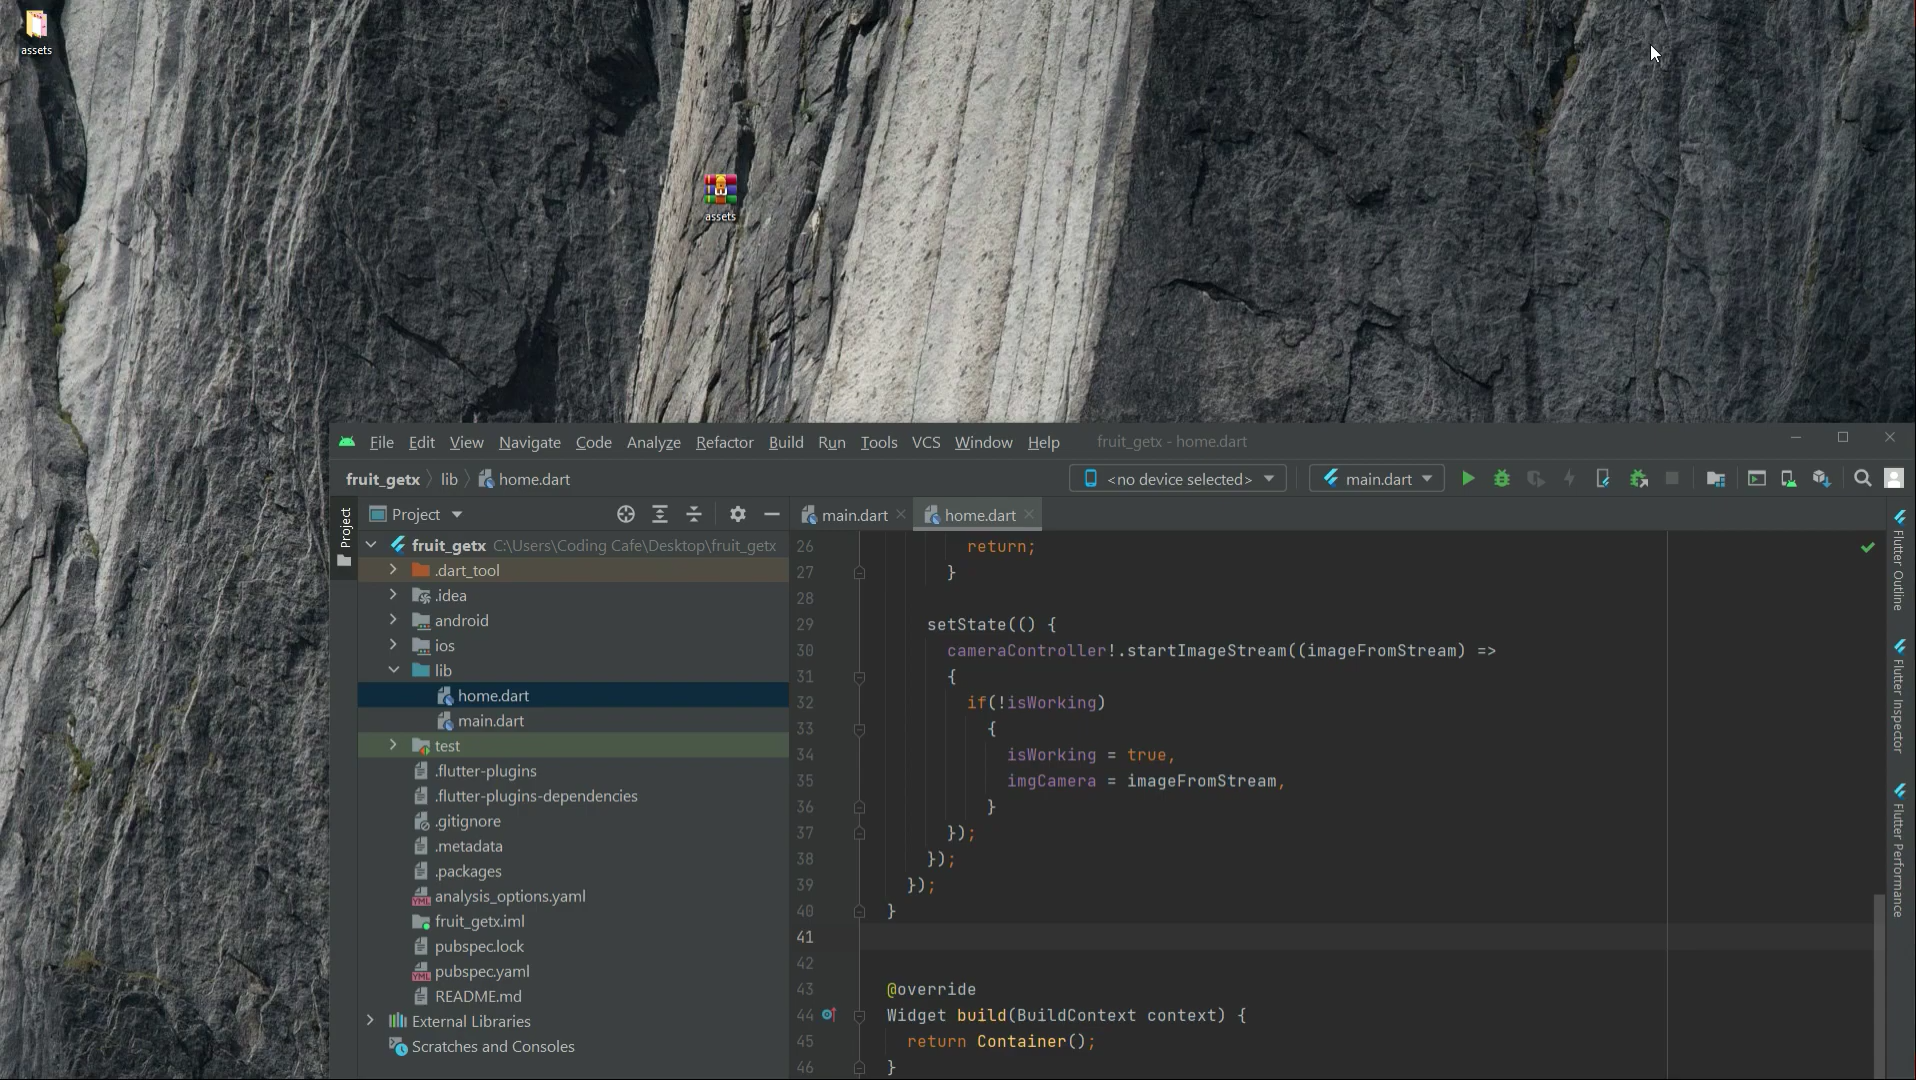 assets
assets
File Edit View Navigate Code Analyze Refactor Build Run Tools VCS Window Help fruit_getx - home.dart
fruit_getx lib home.dart <no device selected> main.dart
Project
Project
main.dart
home.dart
fruit_getx C:\Users\Coding Cafe\Desktop\fruit_getx
.dart_tool
.idea
android
ios
lib
home.dart
main.dart
test
.flutter-plugins
.flutter-plugins-dependencies
.gitignore
.metadata
.packages
analysis_options.yaml
fruit_getx.iml
pubspec.lock
pubspec.yaml
README.md
External Libraries
Scratches and Consoles
26 return;
27 }
28
29 setState(() {
30 cameraController!.startImageStream((imageFromStream) =>
31 {
32 if(!isWorking)
33 {
34 isWorking = true,
35 imgCamera = imageFromStream,
36 }
37 });
38 });
39 });
40 }
41
42
43 @override
44 Widget build(BuildContext context) {
45 return Container();
46 }
Flutter Outline
Flutter Inspector
Flutter Performance